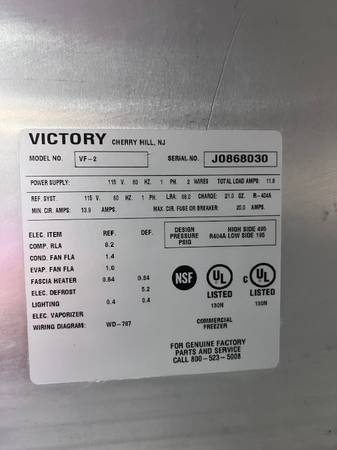 VICTORY CHERRY HILL, NJ
MODEL NO. VF-2 SERIAL NO. J0868030
POWER SUPPLY: 115 V. 60 HZ. 1 PH. 2 WIRES TOTAL LOAD AMPS: 11.8
REF. SYST. 115 V. 60 HZ. 1 PH. LRA: 58.0 CHARGE: 21.0 OZ. R-404A
MIN. CIR. AMPS: 13.9 AMPS. MAX CIR. FUSE OR BREAKER: 20.0 AMPS.
ELEC. ITEM REF. DEF.
COMP. RLA 8.2
COND. FAN FLA 1.4
EVAP. FAN FLA 1.0
FASCIA HEATER 0.84 0.84
ELEC. DEFROST 5.2
LIGHTING 0.4 0.4
ELEC. VAPORIZER
WIRING DIAGRAM: WD-787
DESIGN PRESSURE PSIG
HIGH SIDE 495
R404A LOW SIDE 195
NSF
UL
LISTED
c UL
LISTED
COMMERCIAL
FREEZER
FOR GENUINE FACTORY
PARTS AND SERVICE
CALL 800-523-5008